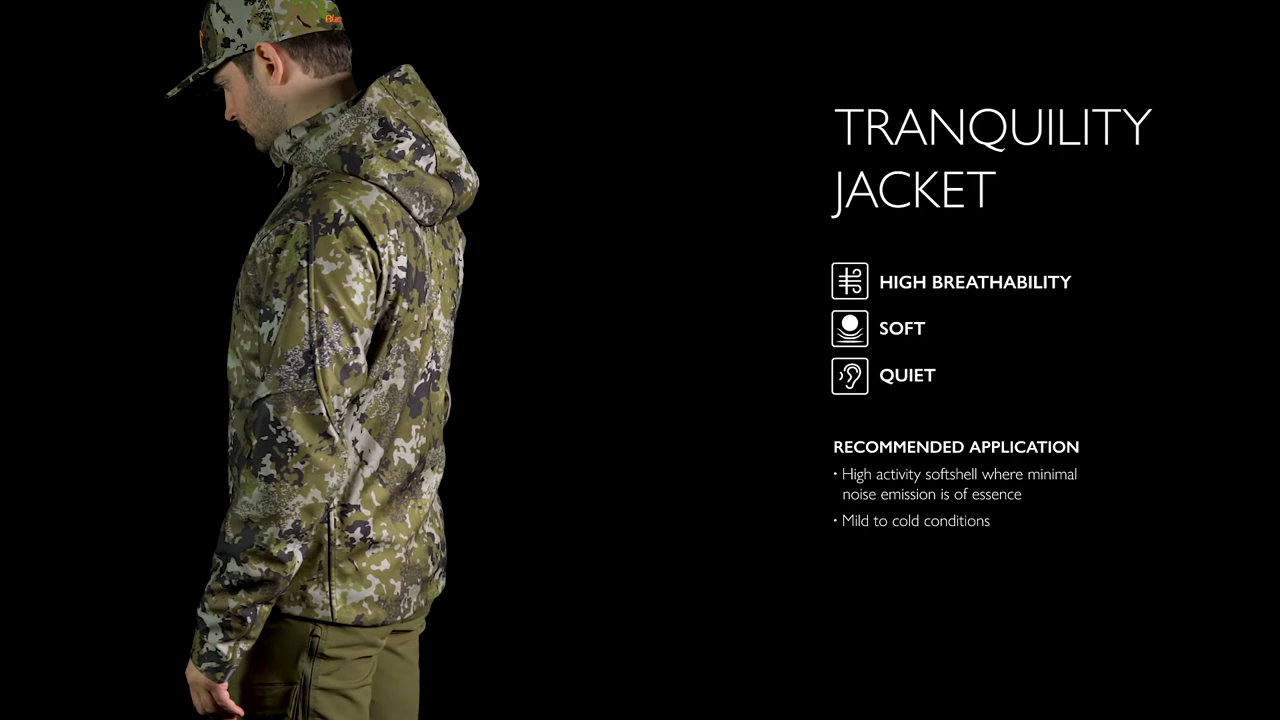 TRANQUILITY
JACKET
HIGH BREATHABILITY
SOFT
QUIET
RECOMMENDED APPLICATION
• High activity softshell where minimal
noise emission is of essence
• Mild to cold conditions